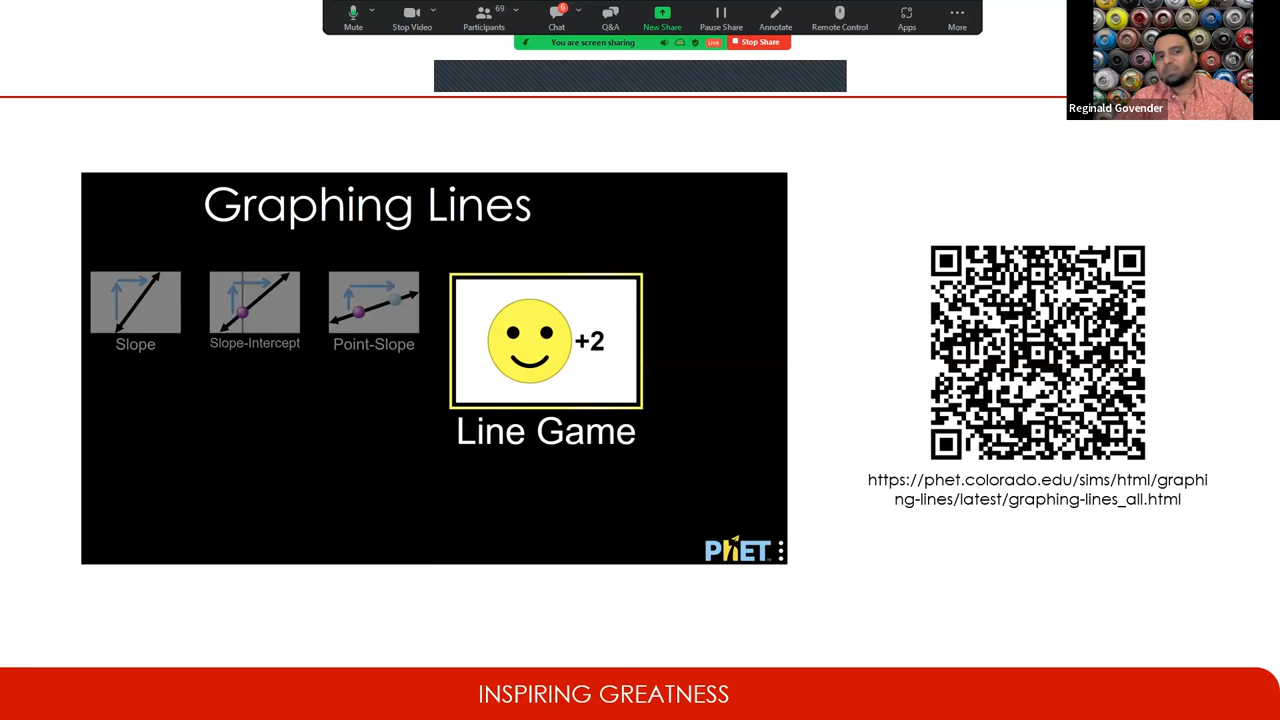 69
6
Mute
Stop Video
Participants
Chat
Q&A
New Share
Pause Share
Annotate
Remote Control
Apps
More
You are screen sharing
LIVE
Stop Share
Reginald Govender
Graphing Lines
+2
Slope
Slope-Intercept
Point-Slope
Line Game
PhET
https://phet.colorado.edu/sims/html/graphi
ng-lines/latest/graphing-lines_all.html
INSPIRING GREATNESS